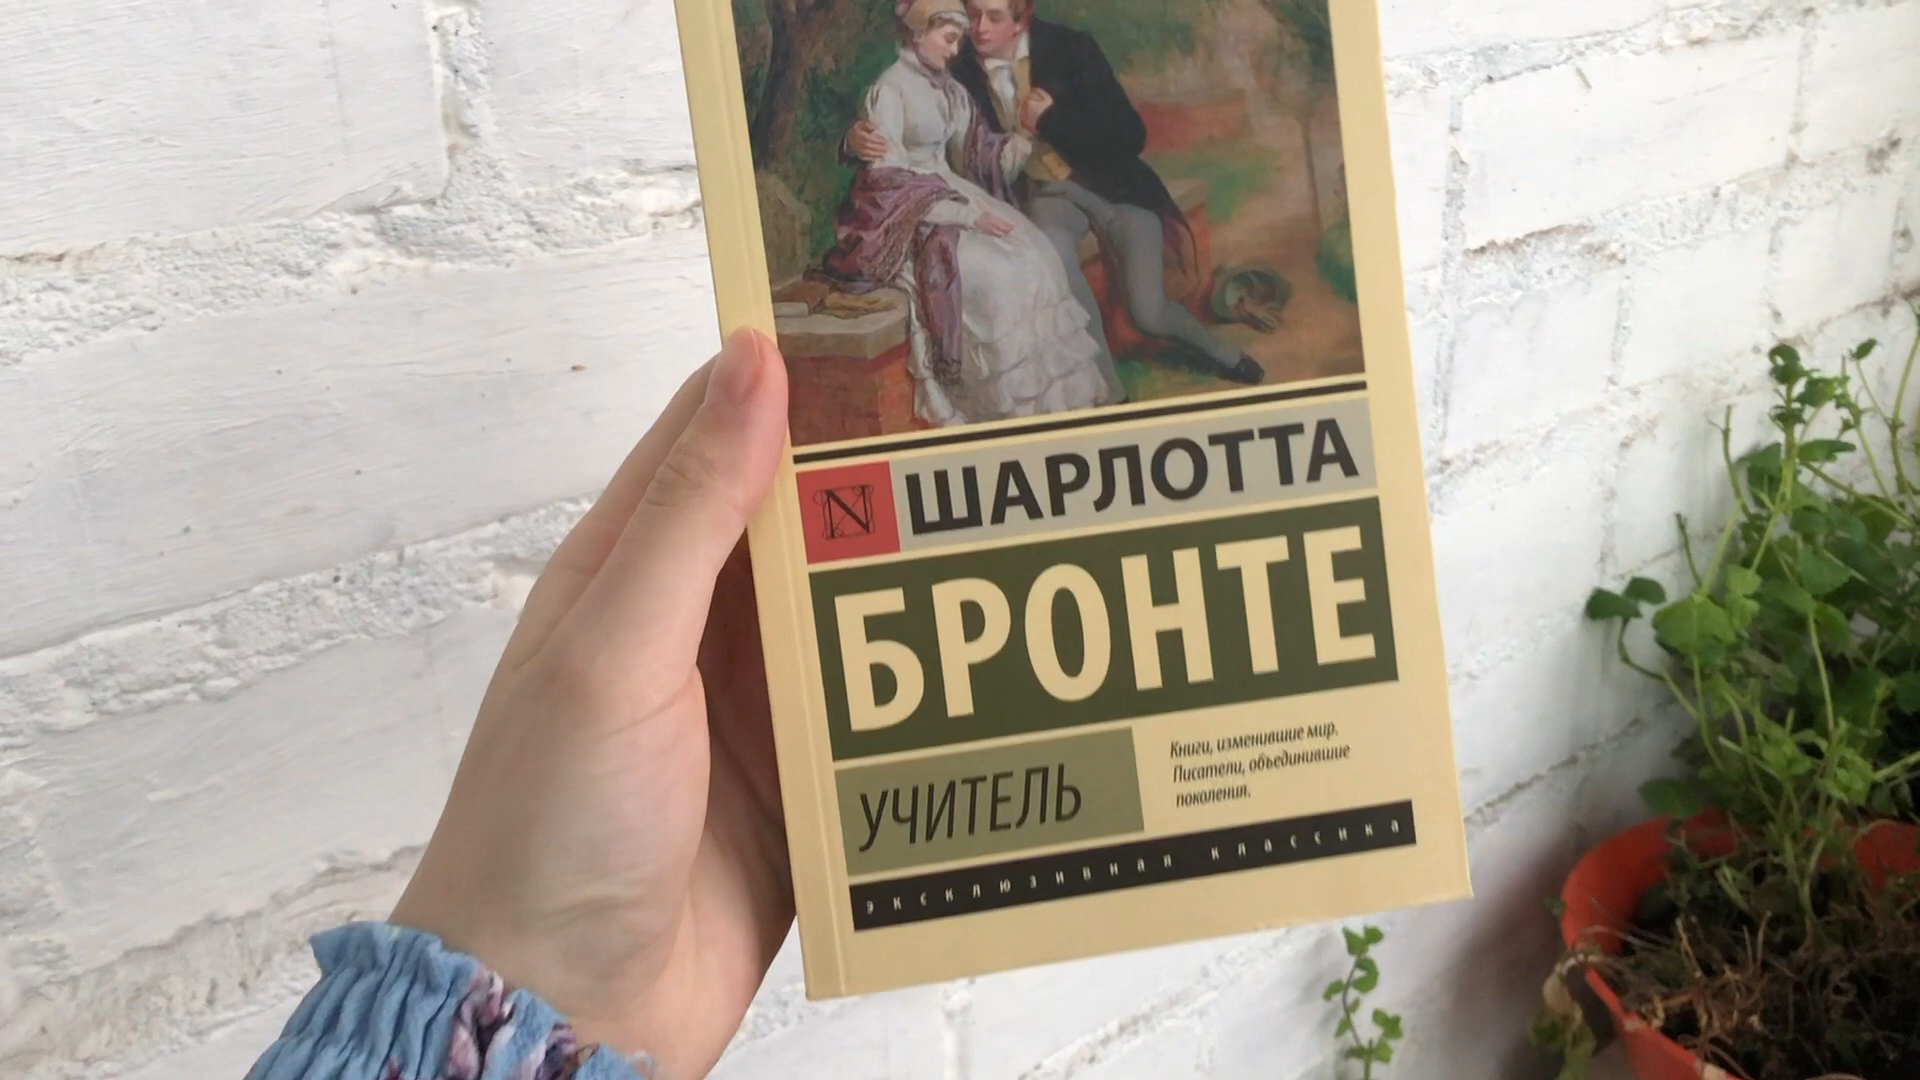 N
ШАРЛОТТА
БРОНТЕ
УЧИТЕЛЬ
Книги, изменившие мир.
Писатели, объединившие
поколения.
эксклюзивная классика